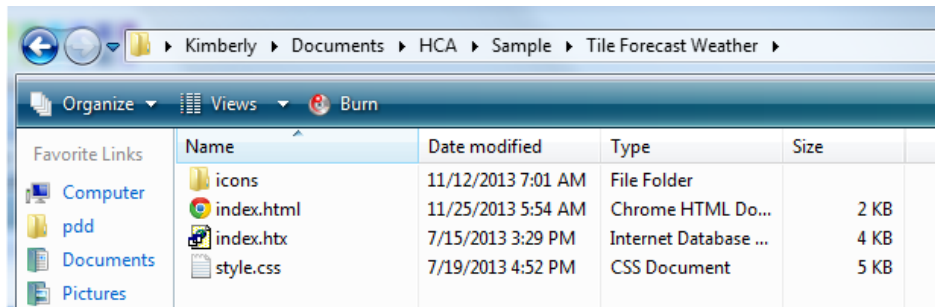 Kimberly Documents HCA Sample Tile Forecast Weather
Organize Views Burn
Favorite Links Name Date modified Type Size
icons 11/12/2013 7:01 AM File Folder
Computer index.html 11/25/2013 5:54 AM Chrome HTML Do... 2 KB
pdd index.htx 7/15/2013 3:29 PM Internet Database ... 4 KB
Documents style.css 7/19/2013 4:52 PM CSS Document 5 KB
Pictures